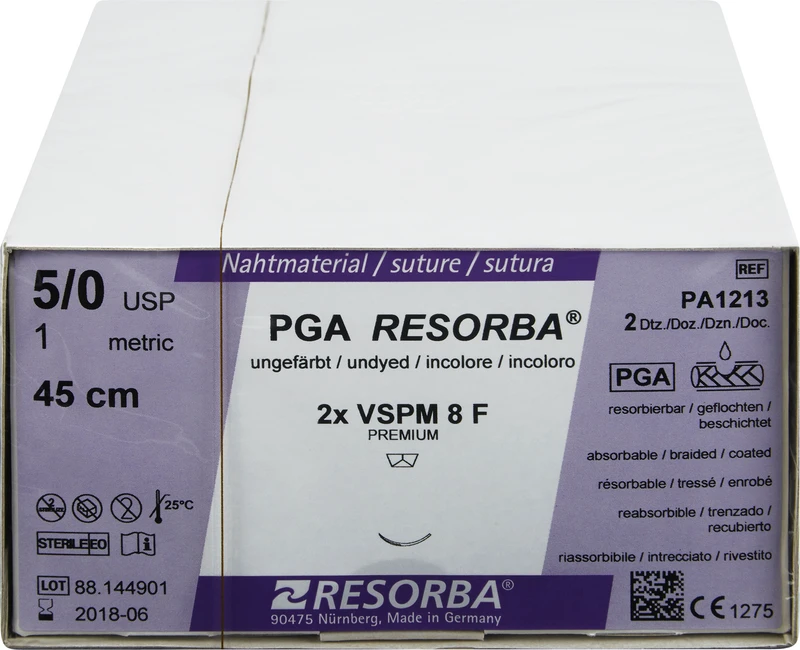 Nahtmaterial / suture / sutura
5/0 USP
1 metric
45 cm
PGA RESORBA®
ungefärbt / undyed / incolore / incoloro
2x VSPM 8 F
PREMIUM
REF
PA1213
2 Dtz./Doz./Dzn./Doc.
PGA
resorbierbar / geflochten /
beschichtet
absorbable / braided / coated
résorbable / tressé / enrobé
reabsorbible / trenzado /
recubierto
riassorbibile / intrecciato / rivestito
25°C
STERILE EO
LOT 88.144901
2018-06
RESORBA®
90475 Nürnberg, Made in Germany
CE 1275